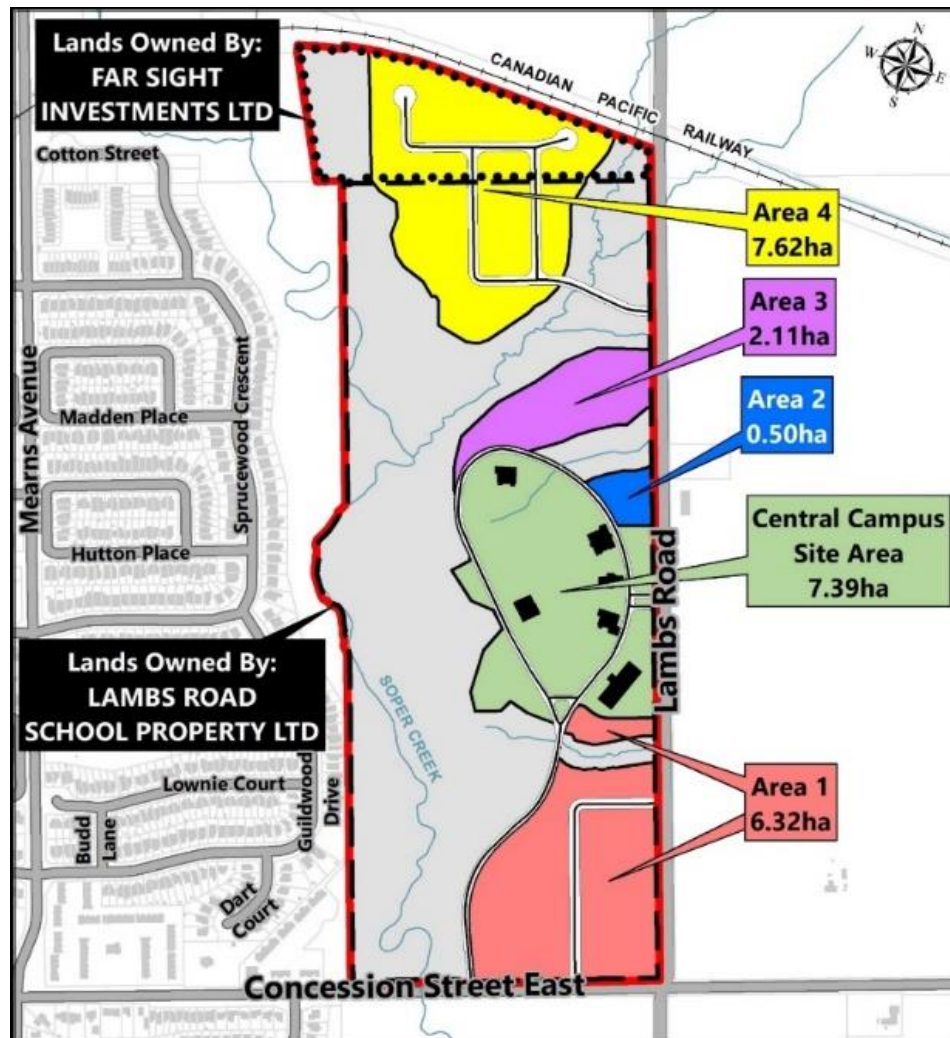 Lands Owned By:
FAR SIGHT
INVESTMENTS LTD
CANADIAN PACIFIC RAILWAY
N
W
E
S
Cotton Street
Area 4
7.62ha
Area 3
2.11ha
Area 2
0.50ha
Mearns Avenue
Madden Place
Sprucewood Crescent
Hutton Place
Central Campus
Site Area
7.39ha
Lambs Road
Lands Owned By:
LAMBS ROAD
SCHOOL PROPERTY LTD
SOPER CREEK
Lownie Court
Budd
Lane
Guildwood
Drive
Dart
Court
Area 1
6.32ha
Concession Street East